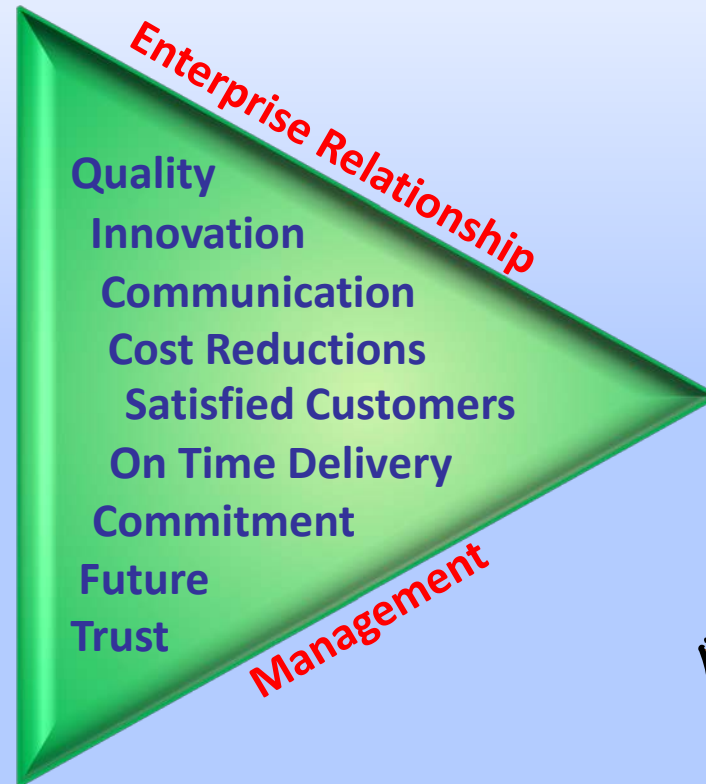 Enterprise Relationship
Quality
Innovation
Communication
Cost Reductions
Satisfied Customers
On Time Delivery
Commitment
Future
Trust
Management